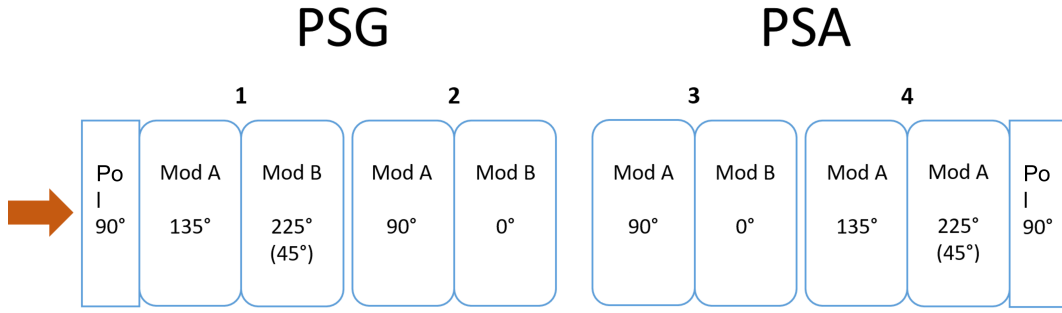 PSG PSA
1 2 3 4
Po Mod A Mod B Mod A Mod B Mod A Mod B Mod A Mod A Po
l l
90° 135° 225° 90° 0° 90° 0° 135° 225° 90°
(45°) (45°)